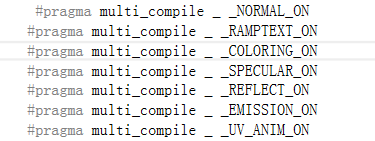 #pragma multi_compile _ _NORMAL_ON
#pragma multi_compile _ _RAMPTEXT_ON
#pragma multi_compile _ _COLORING_ON
#pragma multi_compile _ _SPECULAR_ON
#pragma multi_compile _ _REFLECT_ON
#pragma multi_compile _ _EMISSION_ON
#pragma multi_compile _ _UV_ANIM_ON